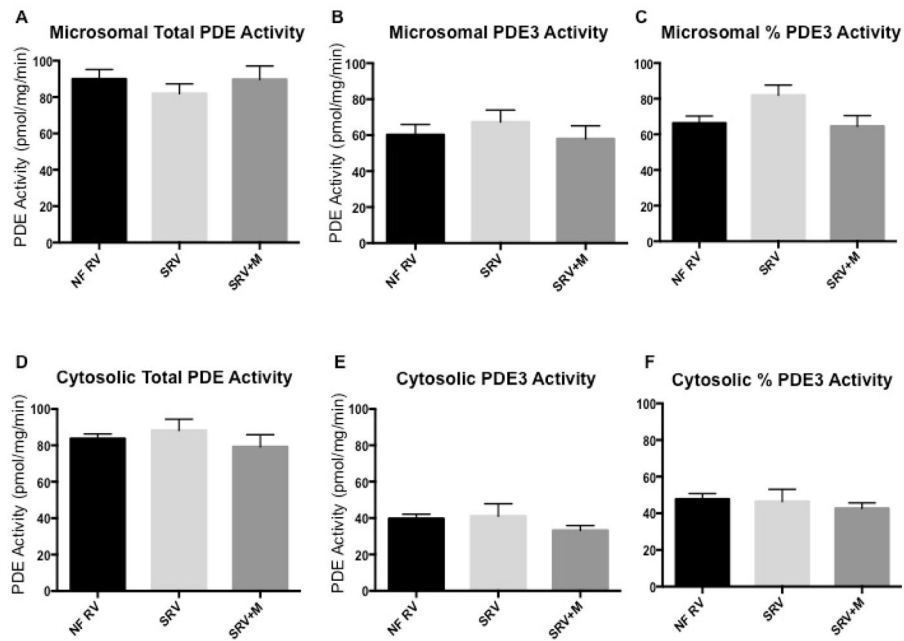 A
Microsomal Total PDE Activity
PDE Activity (pmol/mg/min)
100
80
60
40
20
0
NF RV
SRV
SRV+M
B
Microsomal PDE3 Activity
PDE Activity (pmol/mg/min)
100
80
60
40
20
0
NF RV
SRV
SRV+M
C
Microsomal % PDE3 Activity
100
80
60
40
20
0
NF RV
SRV
SRV+M
D
Cytosolic Total PDE Activity
PDE Activity (pmol/mg/min)
100
80
60
40
20
0
NF RV
SRV
SRV+M
E
Cytosolic PDE3 Activity
PDE Activity (pmol/mg/min)
100
80
60
40
20
0
NF RV
SRV
SRV+M
F
Cytosolic % PDE3 Activity
100
80
60
40
20
0
NF RV
SRV
SRV+M